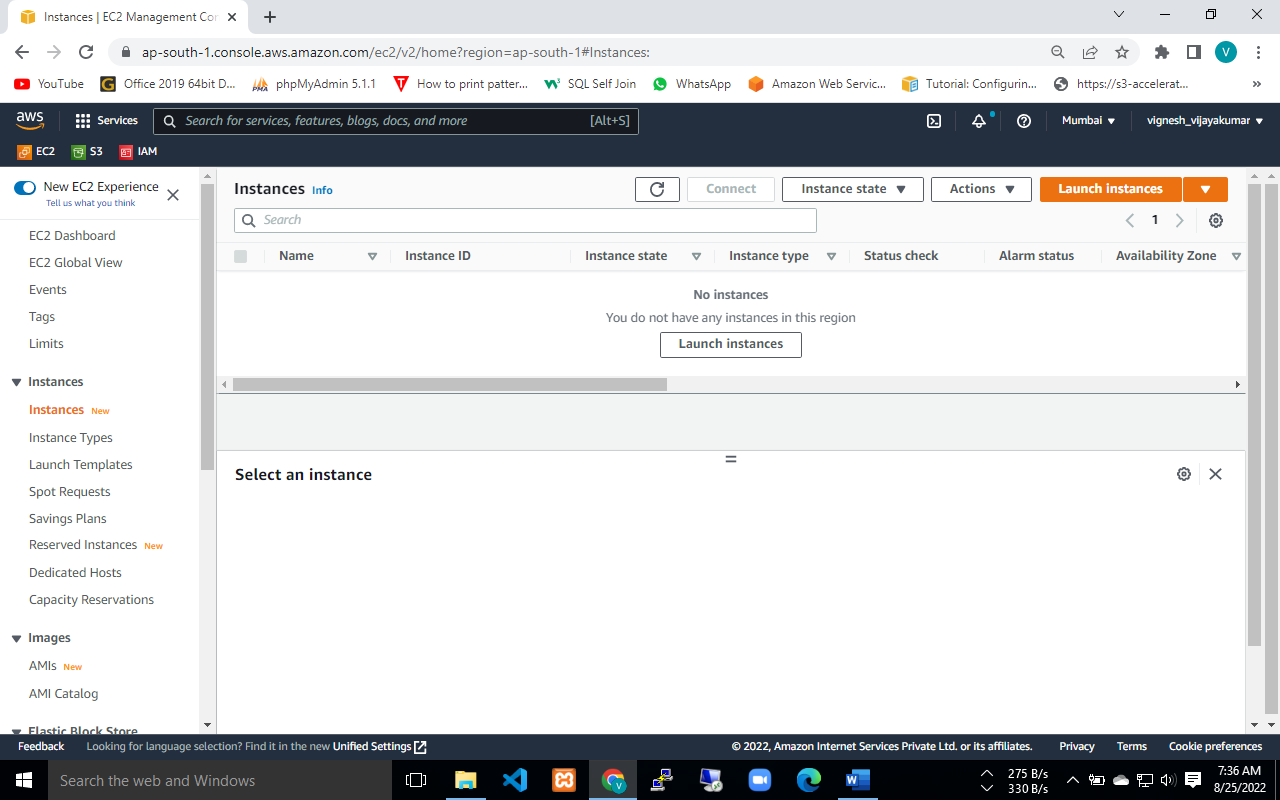 Instances | EC2 Management Con
ap-south-1.console.aws.amazon.com/ec2/v2/home?region=ap-south-1#Instances:
V
YouTube
Office 2019 64bit D...
phpMyAdmin 5.1.1
How to print patter...
SQL Self Join
WhatsApp
Amazon Web Servic...
Tutorial: Configurin...
https://s3-accelerat...
»
aws
Services
Search for services, features, blogs, docs, and more
[Alt+S]
Mumbai
vignesh_vijayakumar
EC2
S3
IAM
New EC2 Experience
Tell us what you think
EC2 Dashboard
EC2 Global View
Events
Tags
Limits
Instances
Instances New
Instance Types
Launch Templates
Spot Requests
Savings Plans
Reserved Instances New
Dedicated Hosts
Capacity Reservations
Images
AMIs New
AMI Catalog
Elastic Block Store
Instances Info
Connect
Instance state
Actions
Launch instances
Search
1
Name
Instance ID
Instance state
Instance type
Status check
Alarm status
Availability Zone
No instances
You do not have any instances in this region
Launch instances
Select an instance
Feedback
Looking for language selection? Find it in the new Unified Settings
© 2022, Amazon Internet Services Private Ltd. or its affiliates.
Privacy
Terms
Cookie preferences
Search the web and Windows
275 B/s
330 B/s
7:36 AM
8/25/2022